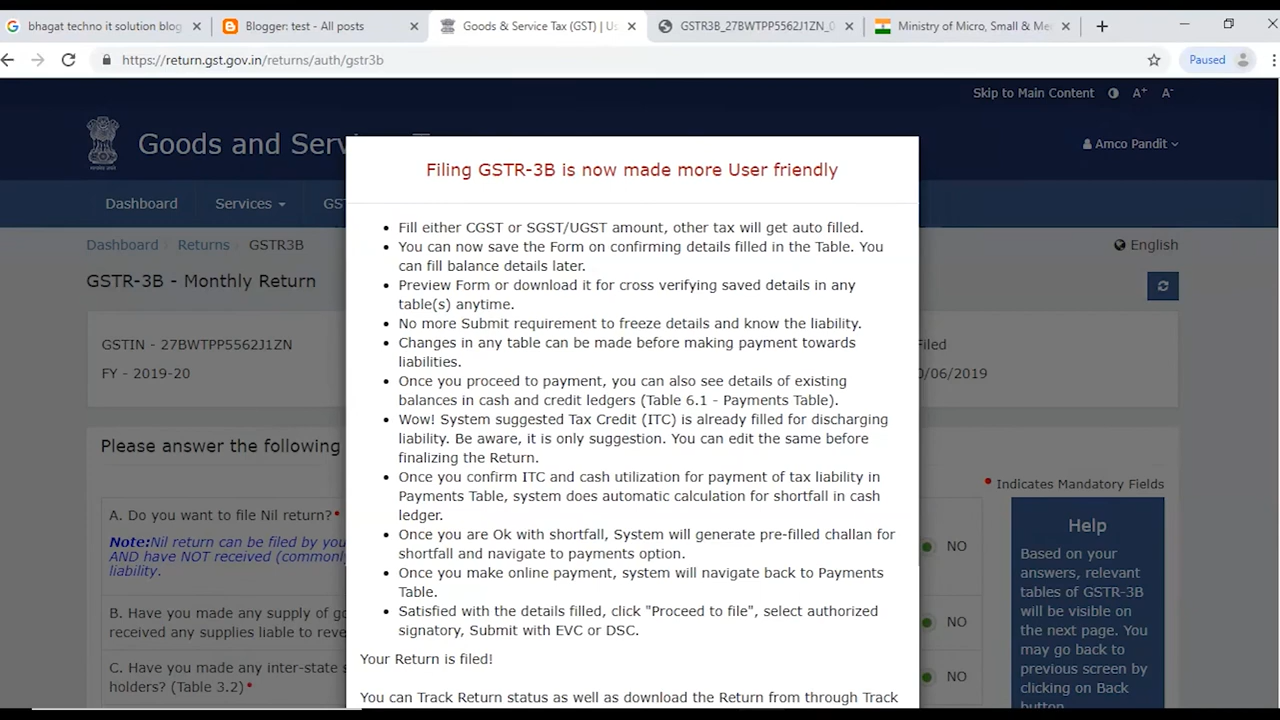 bhagat techno it solution blog
Blogger: test - All posts
Goods & Service Tax (GST) | Us
GSTR3B_27BWTPP5562J1ZN_0
Ministry of Micro, Small & Me
https://return.gst.gov.in/returns/auth/gstr3b
Paused
Skip to Main Content A+ A-
Goods and Serv
Amco Pandit
Dashboard Services GS
Dashboard Returns GSTR3B
English
GSTR-3B - Monthly Return
GSTIN - 27BWTPP5562J1ZN
Filed
FY - 2019-20
0/06/2019
Please answer the following
Indicates Mandatory Fields
A. Do you want to file Nil return?*
Note:Nil return can be filed by you
AND have NOT received (commonly
liability.
NO
B. Have you made any supply of go
received any supplies liable to reve
NO
C. Have you made any inter-state s
holders? (Table 3.2) •
NO
Help
Based on your
answers, relevant
tables of GSTR-3B
will be visible on
the next page. You
may go back to
previous screen by
clicking on Back
button
Filing GSTR-3B is now made more User friendly
• Fill either CGST or SGST/UGST amount, other tax will get auto filled.
• You can now save the Form on confirming details filled in the Table. You
can fill balance details later.
• Preview Form or download it for cross verifying saved details in any
table(s) anytime.
• No more Submit requirement to freeze details and know the liability.
• Changes in any table can be made before making payment towards
liabilities.
• Once you proceed to payment, you can also see details of existing
balances in cash and credit ledgers (Table 6.1 - Payments Table).
• Wow! System suggested Tax Credit (ITC) is already filled for discharging
liability. Be aware, it is only suggestion. You can edit the same before
finalizing the Return.
• Once you confirm ITC and cash utilization for payment of tax liability in
Payments Table, system does automatic calculation for shortfall in cash
ledger.
• Once you are Ok with shortfall, System will generate pre-filled challan for
shortfall and navigate to payments option.
• Once you make online payment, system will navigate back to Payments
Table.
• Satisfied with the details filled, click "Proceed to file", select authorized
signatory, Submit with EVC or DSC.
Your Return is filed!
You can Track Return status as well as download the Return from through Track